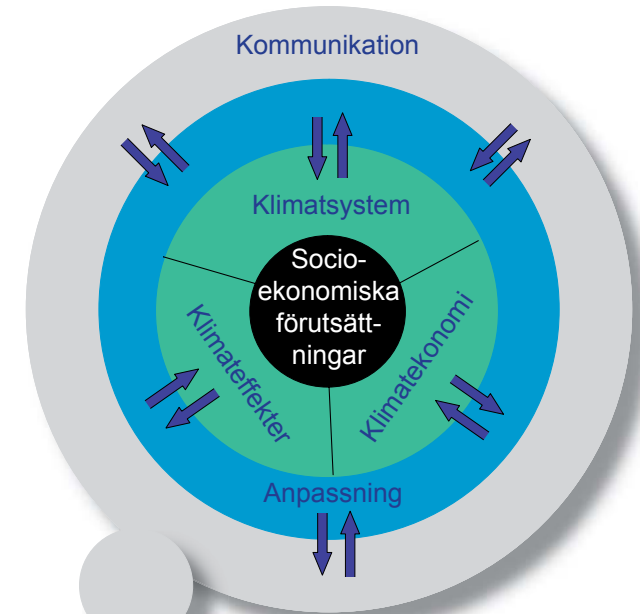 Kommunikation
Klimatsystem
Socio-
ekonomiska
förutsätt-
ningar
Klimateffekter
Klimatekonomi
Anpassning